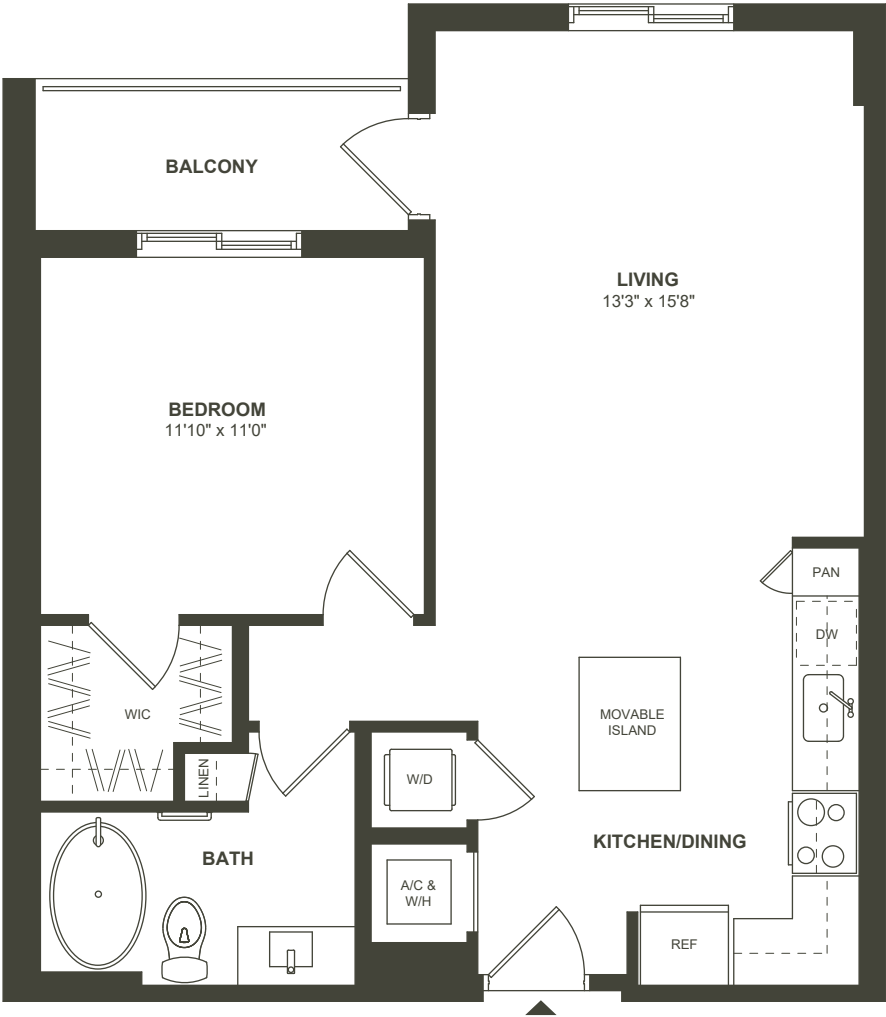 BALCONY
LIVING
13'3" x 15'8"
BEDROOM
11'10" x 11'0"
PAN
DW
WIC
MOVABLE
ISLAND
LINEN
W/D
KITCHEN/DINING
BATH
A/C &
W/H
REF